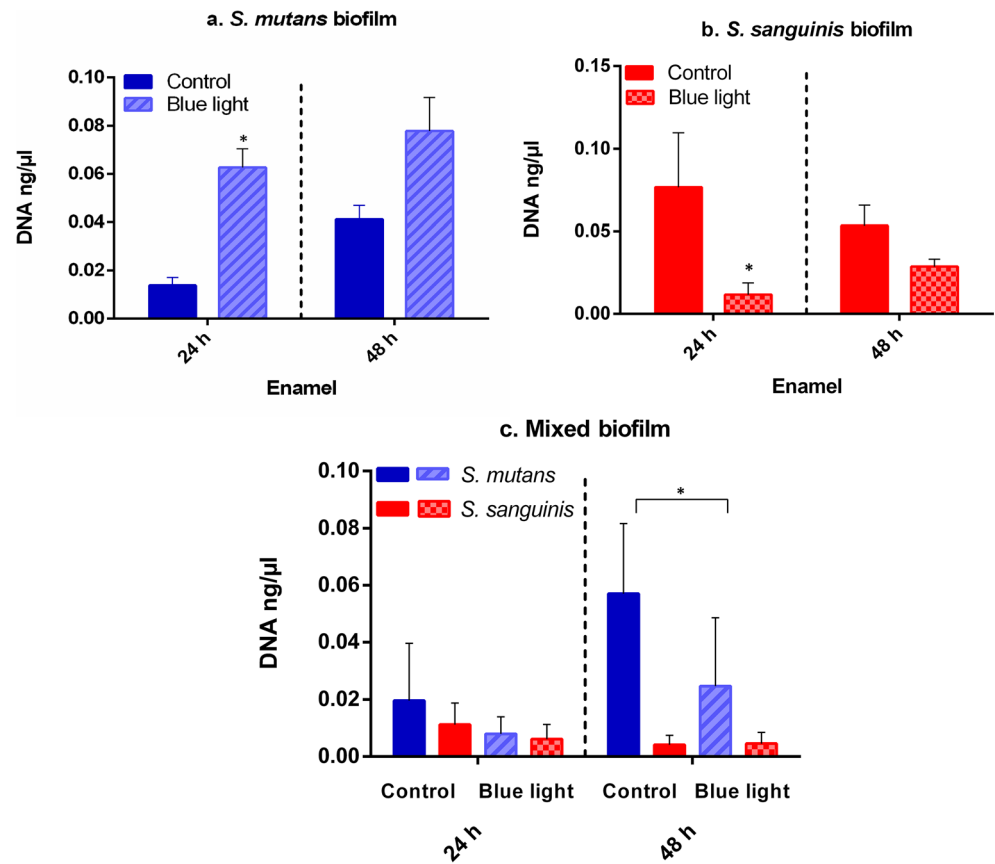 a. S. mutans biofilm
0.10
0.08
0.06
0.04
0.02
0.00
DNA ng/µl
Control
Blue light
*
24 h
48 h
Enamel
b. S. sanguinis biofilm
0.15
0.10
0.05
0.00
DNA ng/µl
Control
Blue light
*
24 h
48 h
Enamel
c. Mixed biofilm
0.10
0.08
0.06
0.04
0.02
0.00
DNA ng/µl
S. mutans
S. sanguinis
*
Control Blue light Control Blue light
24 h
48 h